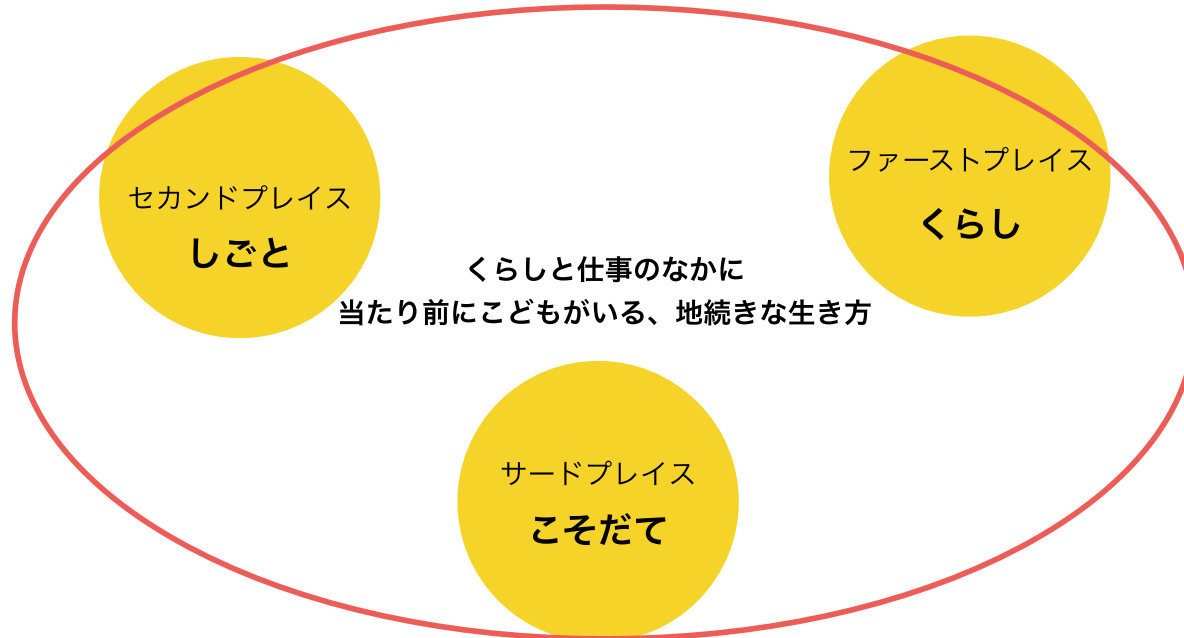 ファーストプレイス
くらし
セカンドプレイス
しごと
くらしと仕事のなかに
当たり前にこどもがいる、地続きな生き方
サードプレイス
こそだて